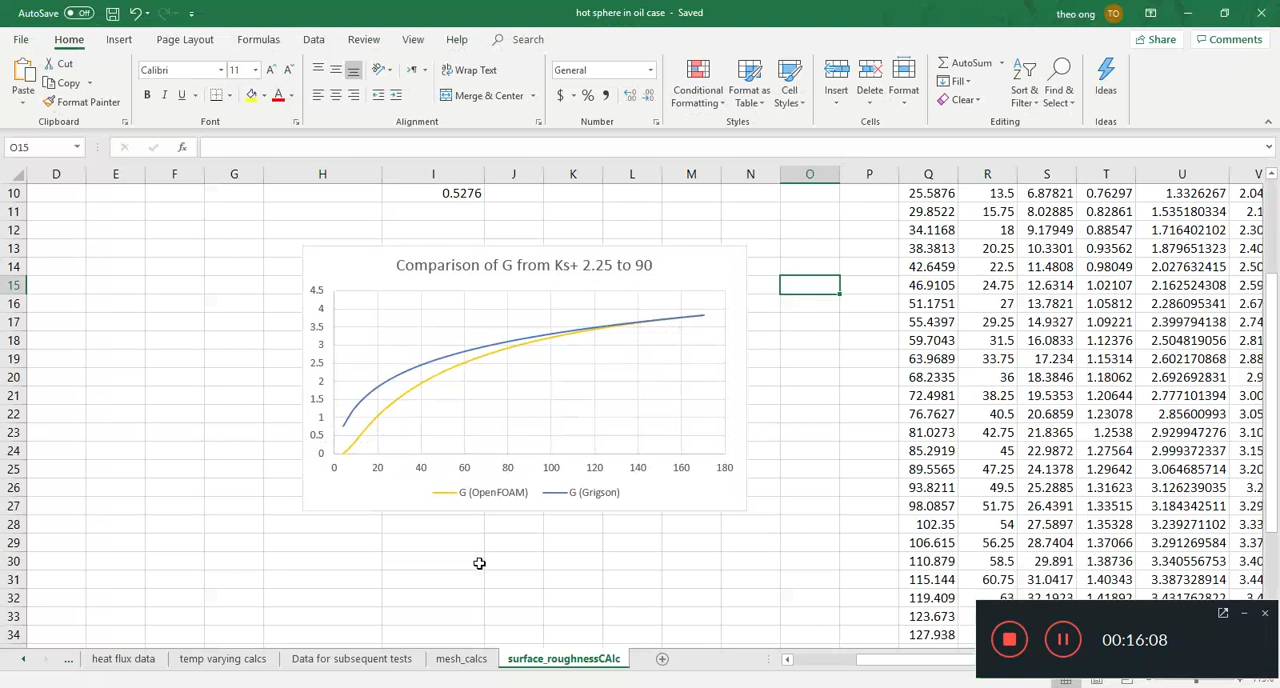 AutoSave Off hot sphere in oil case - Saved theo ong TO
File Home Insert Page Layout Formulas Data Review View Help Search Share Comments
Paste Cut Copy Format Painter Clipboard
Calibri 11 B I U Font
Wrap Text Merge & Center Alignment
General $ % Number
Conditional Formatting Format as Table Cell Styles Styles
Insert Delete Format Cells
AutoSum Fill Clear Sort & Filter Find & Select Editing
Ideas Ideas
O15 fx
D E F G H I J K L M N O P Q R S T U V
10 0.5276 25.5876 13.5 6.87821 0.76297 1.3326267 2.04
11 29.8522 15.75 8.02885 0.82861 1.535180334 2.1
12 34.1168 18 9.17949 0.88547 1.716402102 2.30
13 38.3813 20.25 10.3301 0.93562 1.879651323 2.40
14 42.6459 22.5 11.4808 0.98049 2.027632415 2.50
15 46.9105 24.75 12.6314 1.02107 2.162524308 2.59
16 51.1751 27 13.7821 1.05812 2.286095341 2.67
17 55.4397 29.25 14.9327 1.09221 2.399794138 2.74
18 59.7043 31.5 16.0833 1.12376 2.504819056 2.81
19 63.9689 33.75 17.234 1.15314 2.602170868 2.88
20 68.2335 36 18.3846 1.18062 2.692692831 2.9
21 72.4981 38.25 19.5353 1.20644 2.777101394 3.00
22 76.7627 40.5 20.6859 1.23078 2.85600993 3.05
23 81.0273 42.75 21.8365 1.2538 2.929947276 3.10
24 85.2919 45 22.9872 1.27564 2.999372337 3.15
25 89.5565 47.25 24.1378 1.29642 3.064685714 3.20
26 93.8211 49.5 25.2885 1.31623 3.126239035 3.2
27 98.0857 51.75 26.4391 1.33515 3.184342511 3.29
28 102.35 54 27.5897 1.35328 3.239271102 3.33
29 106.615 56.25 28.7404 1.37066 3.291269584 3.37
30 110.879 58.5 29.891 1.38736 3.340556753 3.40
31 115.144 60.75 31.0417 1.40343 3.387328914 3.44
32 119.409 63 32.1923 1.41892 3.431762822
33 123.673
34 127.938
Comparison of G from Ks+ 2.25 to 90
4.5
4
3.5
3
2.5
2
1.5
1
0.5
0
0 20 40 60 80 100 120 140 160 180
G (OpenFOAM) G (Grigson)
00:16:08
... heat flux data temp varying calcs Data for subsequent tests mesh_calcs surface_roughnessCAlc